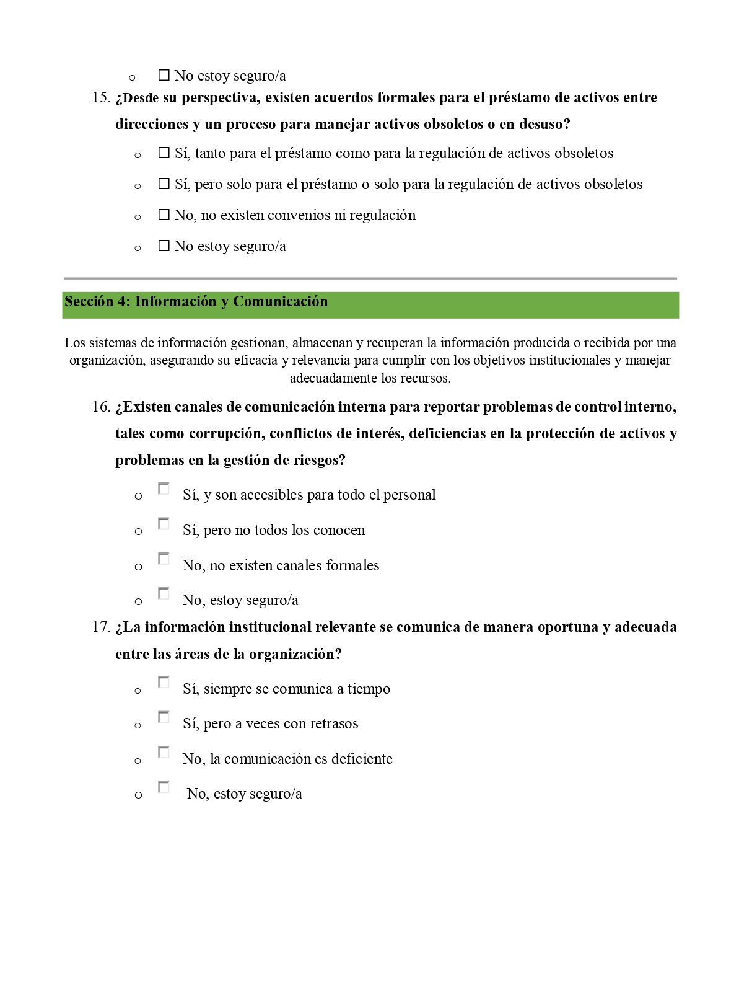 o ☐ No estoy seguro/a
15. ¿Desde su perspectiva, existen acuerdos formales para el préstamo de activos entre
direcciones y un proceso para manejar activos obsoletos o en desuso?
o ☐ Sí, tanto para el préstamo como para la regulación de activos obsoletos
o ☐ Sí, pero solo para el préstamo o solo para la regulación de activos obsoletos
o ☐ No, no existen convenios ni regulación
o ☐ No estoy seguro/a
Sección 4: Información y Comunicación
Los sistemas de información gestionan, almacenan y recuperan la información producida o recibida por una
organización, asegurando su eficacia y relevancia para cumplir con los objetivos institucionales y manejar
adecuadamente los recursos.
16. ¿Existen canales de comunicación interna para reportar problemas de control interno,
tales como corrupción, conflictos de interés, deficiencias en la protección de activos y
problemas en la gestión de riesgos?
o ☐ Sí, y son accesibles para todo el personal
o ☐ Sí, pero no todos los conocen
o ☐ No, no existen canales formales
o ☐ No, estoy seguro/a
17. ¿La información institucional relevante se comunica de manera oportuna y adecuada
entre las áreas de la organización?
o ☐ Sí, siempre se comunica a tiempo
o ☐ Sí, pero a veces con retrasos
o ☐ No, la comunicación es deficiente
o ☐ No, estoy seguro/a